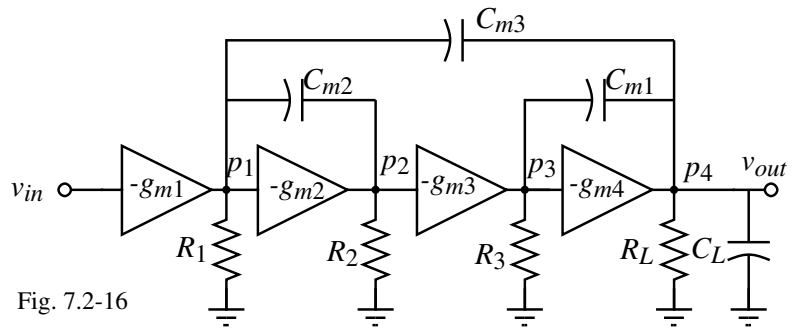 Cm3
Cm2
Cm1
vin
-gm1
p1
-gm2
p2
-gm3
p3
-gm4
p4
vout
R1
R2
R3
RL
CL
Fig. 7.2-16